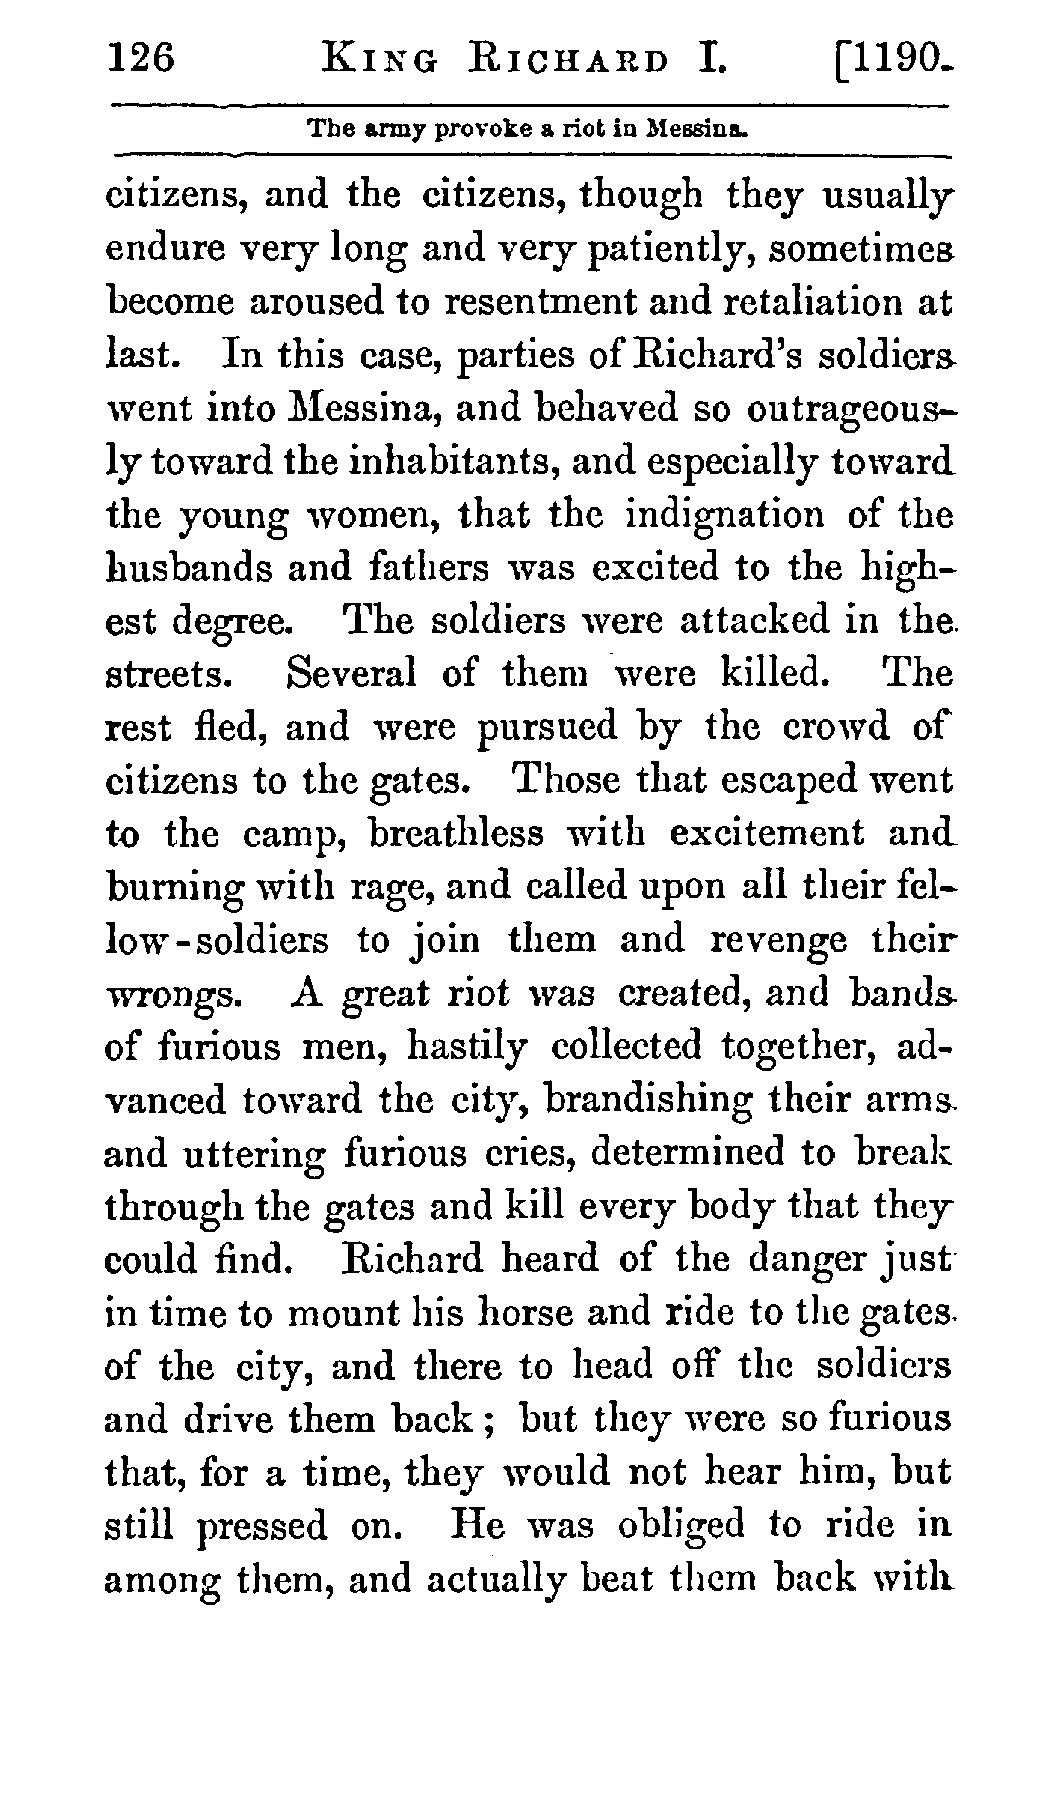 126 KING RICHARD I. [1190.
The army provoke a riot in Messina.
citizens, and the citizens, though they usually
endure very long and very patiently, sometimes
become aroused to resentment and retaliation at
last. In this case, parties of Richard's soldiers
went into Messina, and behaved so outrageous-
ly toward the inhabitants, and especially toward
the young women, that the indignation of the
husbands and fathers was excited to the high-
est degree. The soldiers were attacked in the
streets. Several of them were killed. The
rest fled, and were pursued by the crowd of
citizens to the gates. Those that escaped went
to the camp, breathless with excitement and
burning with rage, and called upon all their fel-
low-soldiers to join them and revenge their
wrongs. A great riot was created, and bands
of furious men, hastily collected together, ad-
vanced toward the city, brandishing their arms
and uttering furious cries, determined to break
through the gates and kill every body that they
could find. Richard heard of the danger just
in time to mount his horse and ride to the gates
of the city, and there to head off the soldiers
and drive them back; but they were so furious
that, for a time, they would not hear him, but
still pressed on. He was obliged to ride in
among them, and actually beat them back with